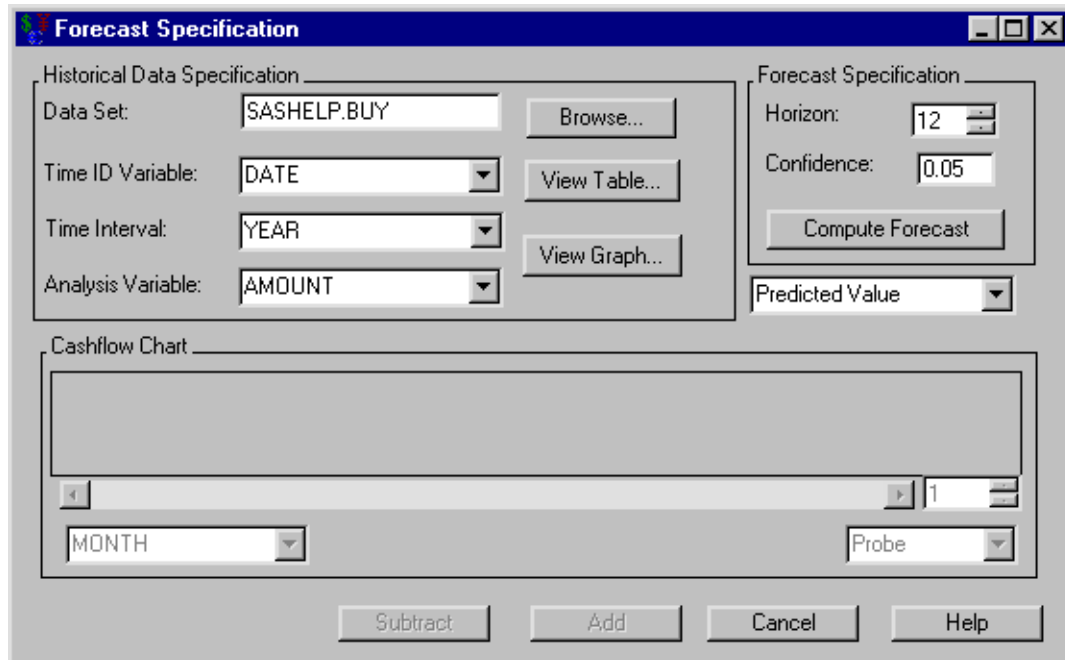 Forecast Specification
Historical Data Specification
Data Set:
SASHELP.BUY
Browse...
Time ID Variable:
DATE
View Table...
Time Interval:
YEAR
View Graph...
Analysis Variable:
AMOUNT
Forecast Specification
Horizon:
12
Confidence:
0.05
Compute Forecast
Predicted Value
Cashflow Chart
1
MONTH
Probe
Subtract
Add
Cancel
Help